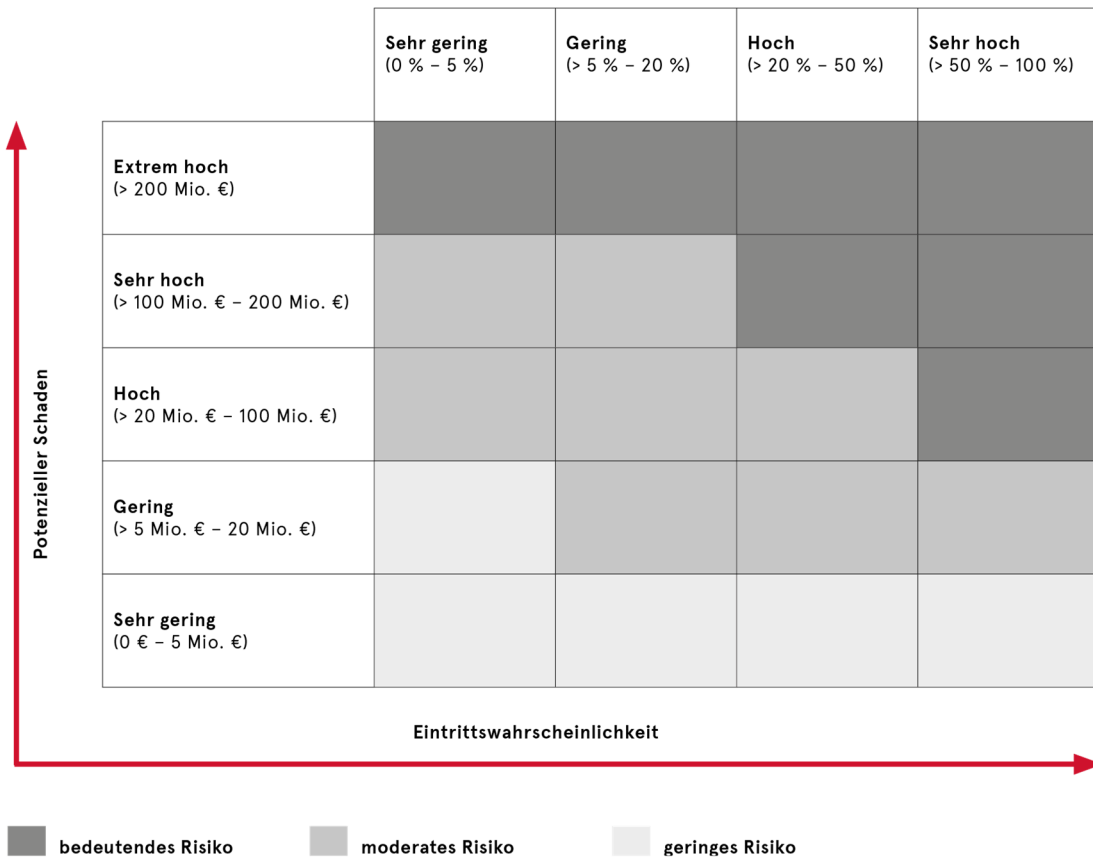 Sehr gering
(0 % – 5 %)
Gering
(> 5 % – 20 %)
Hoch
(> 20 % – 50 %)
Sehr hoch
(> 50 % – 100 %)
Extrem hoch
(> 200 Mio. €)
Sehr hoch
(> 100 Mio. € – 200 Mio. €)
Hoch
(> 20 Mio. € – 100 Mio. €)
Gering
(> 5 Mio. € – 20 Mio. €)
Sehr gering
(0 € – 5 Mio. €)
Potenzieller Schaden
Eintrittswahrscheinlichkeit
bedeutendes Risiko
moderates Risiko
geringes Risiko